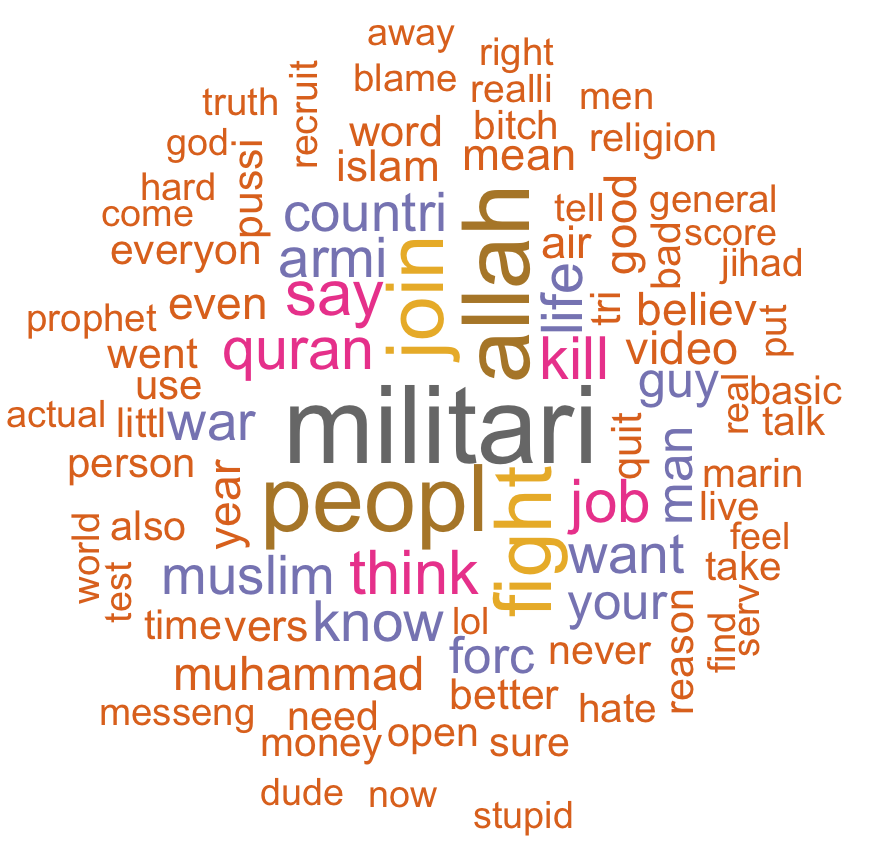 away
right
blame
realli
men
truth
recruit
word
bitch
religion
god
pussi
islam
mean
hard
countri
allah
tell
good
general
come
everyon
armi
join
air
bad
score
jihad
say
life
tri
believ
put
prophet
even
went
quran
kill
video
use
guy
real
basic
actual
littl
war
militari
quit
man
talk
person
year
peopl
fight
job
marin
live
world
also
feel
test
muslim
think
want
take
time
vers
know
lol
your
reason
find
serv
forc
never
muhammad
better
hate
messeng
need
money
open
sure
dude
now
stupid